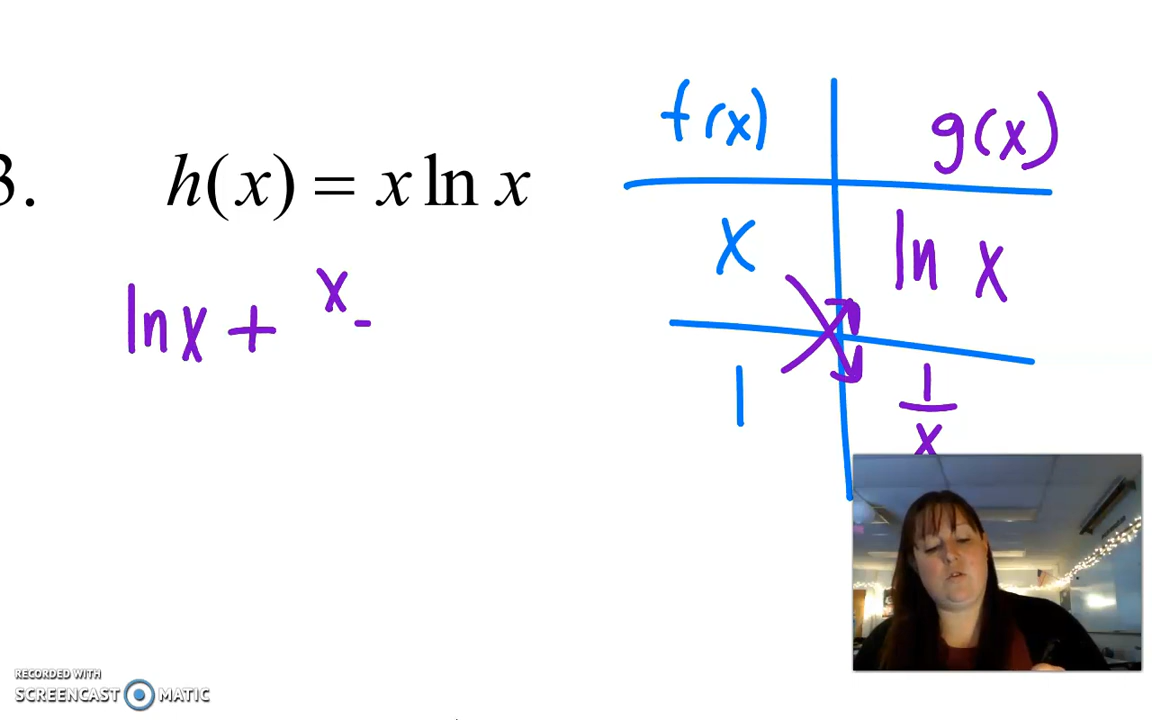 3. h(x) = x ln x
ln x + x
f(x) g(x)
x ln x
1 1/x
RECORDED WITH
SCREENCAST MATIC